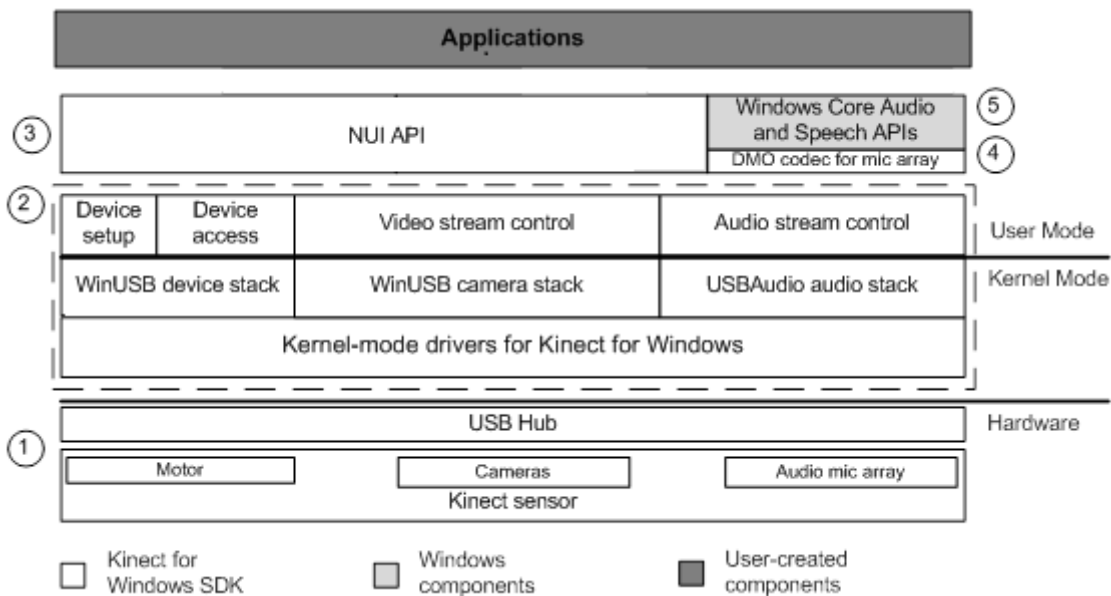 Applications
3
NUI API
Windows Core Audio
and Speech APIs
5
DMO codec for mic array
4
2
Device
setup
Device
access
Video stream control
Audio stream control
User Mode
WinUSB device stack
WinUSB camera stack
USBAudio audio stack
Kernel Mode
Kernel-mode drivers for Kinect for Windows
USB Hub
Hardware
1
Motor
Cameras
Audio mic array
Kinect sensor
Kinect for
Windows SDK
Windows
components
User-created
components